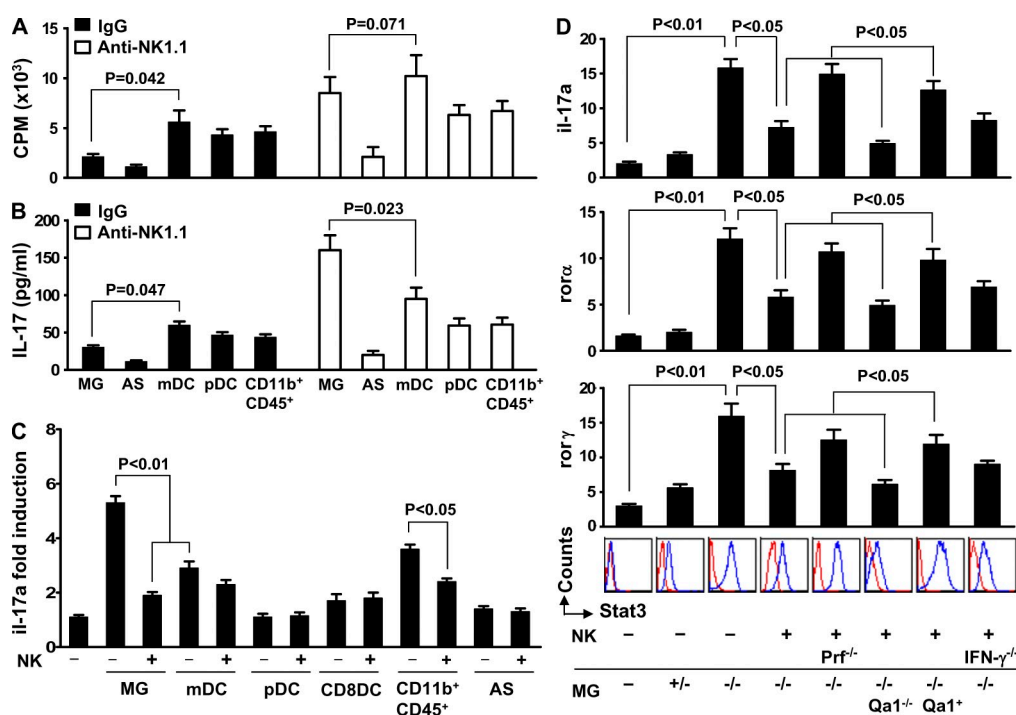 A
IgG
Anti-NK1.1
P=0.042
P=0.071
CPM (x10³)
15
10
5
0
B
IgG
Anti-NK1.1
P=0.047
P=0.023
IL-17 (pg/ml)
200
150
100
50
0
MG AS mDC pDC CD11b⁺ CD45⁺ MG AS mDC pDC CD11b⁺ CD45⁺
C
P<0.01
P<0.05
il-17a fold induction
8
6
4
2
0
NK – – + – + – + – + – + – +
MG mDC pDC CD8DC CD11b⁺ CD45⁺ AS
D
P<0.01 P<0.05 P<0.05
il-17a
20
15
10
5
0
P<0.01 P<0.05 P<0.05
rorα
15
10
5
0
P<0.01 P<0.05 P<0.05
ror γ
20
15
10
5
0
Counts
Stat3
NK – – – + + + + +
Prf⁻/⁻ IFN-γ⁻/⁻
MG – +/- -/- -/- -/- -/- -/- -/-
Qa1⁻/⁻ Qa1⁺